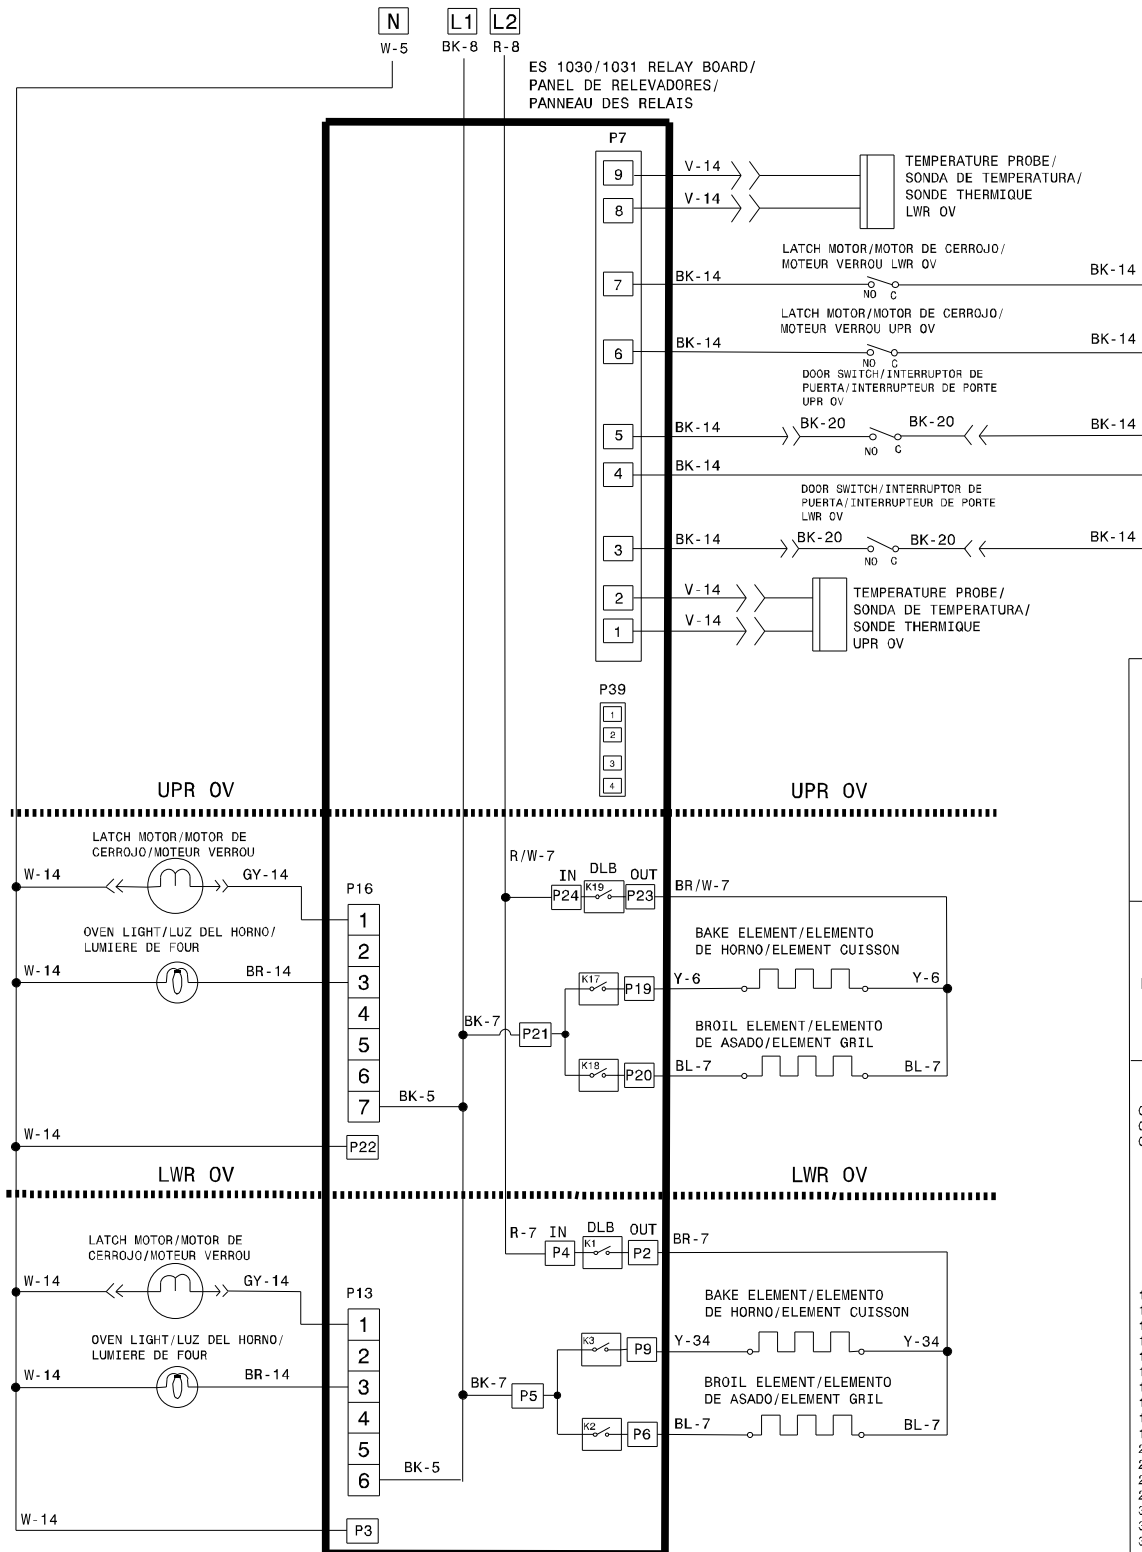 N L1 L2
W-5 BK-8 R-8
ES 1030/1031 RELAY BOARD/
PANEL DE RELEVADORES/
PANNEAU DES RELAIS
P7
9 V-14
8 V-14
TEMPERATURE PROBE/
SONDA DE TEMPERATURA/
SONDE THERMIQUE
LWR OV
LATCH MOTOR/MOTOR DE CERROJO/
MOTEUR VERROU LWR OV
7 BK-14 NO C BK-14
LATCH MOTOR/MOTOR DE CERROJO/
MOTEUR VERROU UPR OV
6 BK-14 NO C BK-14
DOOR SWITCH/INTERRUPTOR DE
PUERTA/INTERRUPTEUR DE PORTE
UPR OV
5 BK-14 BK-20 NO C BK-20 BK-14
4 BK-14
DOOR SWITCH/INTERRUPTOR DE
PUERTA/INTERRUPTEUR DE PORTE
LWR OV
3 BK-14 BK-20 NO C BK-20 BK-14
2 V-14
1 V-14
TEMPERATURE PROBE/
SONDA DE TEMPERATURA/
SONDE THERMIQUE
UPR OV
P39
1
2
3
4
UPR OV UPR OV
LATCH MOTOR/MOTOR DE
CERROJO/MOTEUR VERROU
W-14 GY-14
OVEN LIGHT/LUZ DEL HORNO/
LUMIERE DE FOUR
W-14 BR-14
P16
1
2
3
4
5
6
7 BK-5
W-14 P22
R/W-7 IN DLB OUT
P24 K19 P23 BR/W-7
BAKE ELEMENT/ELEMENTO
DE HORNO/ELEMENT CUISSON
K17 P19 Y-6 Y-6
BK-7 P21
BROIL ELEMENT/ELEMENTO
DE ASADO/ELEMENT GRIL
K18 P20 BL-7 BL-7
LWR OV LWR OV
LATCH MOTOR/MOTOR DE
CERROJO/MOTEUR VERROU
W-14 GY-14
OVEN LIGHT/LUZ DEL HORNO/
LUMIERE DE FOUR
W-14 BR-14
P13
1
2
3
4
5
6 BK-5
W-14 P3
R-7 IN DLB OUT
P4 K1 P2 BR-7
BAKE ELEMENT/ELEMENTO
DE HORNO/ELEMENT CUISSON
K3 P9 Y-34 Y-34
BK-7 P5
BROIL ELEMENT/ELEMENTO
DE ASADO/ELEMENT GRIL
K2 P6 BL-7 BL-7